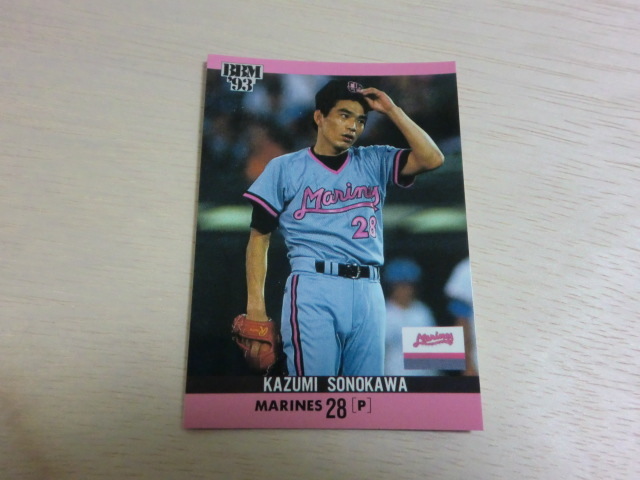 BBM
'93
Marines
28
Marines
KAZUMI SONOKAWA
MARINES 28 [P]